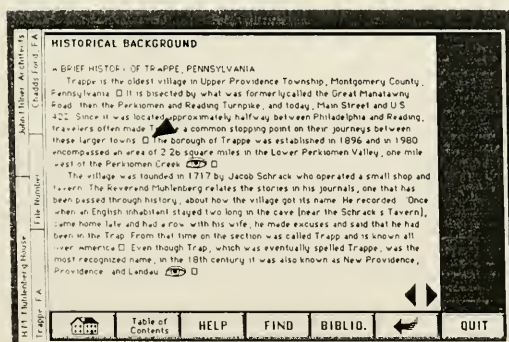 HISTORICAL BACKGROUND
A BRIEF HISTORY OF TRAPPE, PENNSYLVANIA
Trappe is the oldest village in Upper Providence Township, Montgomery County,
Pennsylvania It is bisected by what was formerly called the Great Manatawny
Road then the Perkiomen and Reading Turnpike, and today, Main Street and U S
422. Since it was located approximately halfway between Philadelphia and Reading,
travelers often made a common stopping point on their journeys between
these larger towns The borough of Trappe was established in 1896 and in 1980
encompassed an area of 2 26 square miles in the Lower Perkiomen Valley, one mile
west of the Perkiomen Creek
The village was founded in 1717 by Jacob Schrack who operated a small shop and
tavern. The Reverend Muhlenberg relates the stories in his journals, one that has
been passed through history, about how the village got its name He recorded 'Once
when an English inhabitant stayed two long in the cave [near the Schrack s Tavern],
came home late and had a row with his wife, he made excuses and said that he had
been in the Trap From that time on the section was called Trapp and is known all
over America Even though Trap, which was eventually spelled Trappe, was the
most recognized name, in the 18th century it was also known as New Providence,
Providence and Landau
John Milner Architects
Chadds Ford, PA
File Number
HM Muhlenberg House
Trappe PA
Table of
Contents
HELP
FIND
BIBLIO.
QUIT